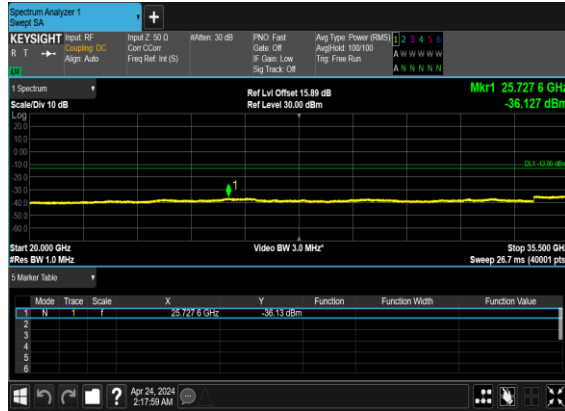 Spectrum Analyzer 1
Swept SA
+
KEYSIGHT Input: RF Input Z: 50 Ω #Atten: 30 dB PNO: Fast Avg Type: Power (RMS) 1 2 3 4 5 6
R T Coupling: DC Corr CCorr Gate: Off Avg|Hold: 100/100 A W W W W W
Align: Auto Freq Ref: Int (S) IF Gain: Low Trig: Free Run
Sig Track: Off A N N N N N
1 Spectrum Ref Lvl Offset 15.89 dB Mkr1 25.727 6 GHz
Scale/Div 10 dB Ref Level 30.00 dBm -36.127 dBm
Log
20.0
10.0
0.00
-10.0 DL1 -13.00 dBm
-20.0
-30.0 1
-40.0
-50.0
-60.0
Start 20.000 GHz Video BW 3.0 MHz* Stop 35.500 GHz
#Res BW 1.0 MHz Sweep 26.7 ms (40001 pts)
5 Marker Table
Mode Trace Scale X Y Function Function Width Function Value
1 N 1 f 25.727 6 GHz -36.13 dBm
2
3
4
5
6
? Apr 24, 2024
2:17:59 AM